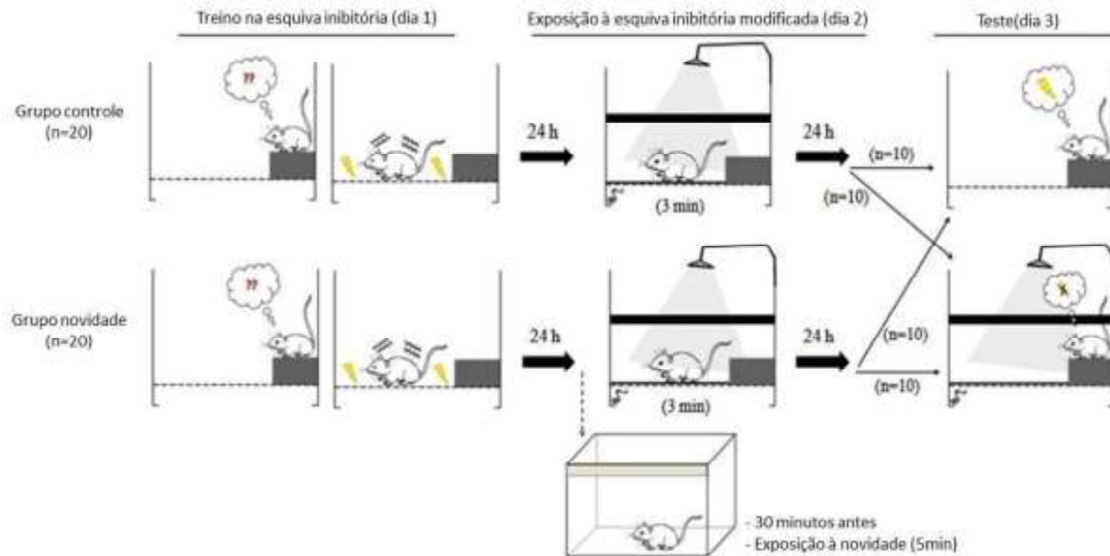 Treino na esquiva inibitória (dia 1)
Exposição à esquiva inibitória modificada (dia 2)
Teste(dia 3)
Grupo controle
(n=20)
??
24 h
(3 min)
24 h
(n=10)
(n=10)
Grupo novidade
(n=20)
??
24 h
(3 min)
24 h
(n=10)
(n=10)
- 30 minutos antes
- Exposição à novidade (5min)